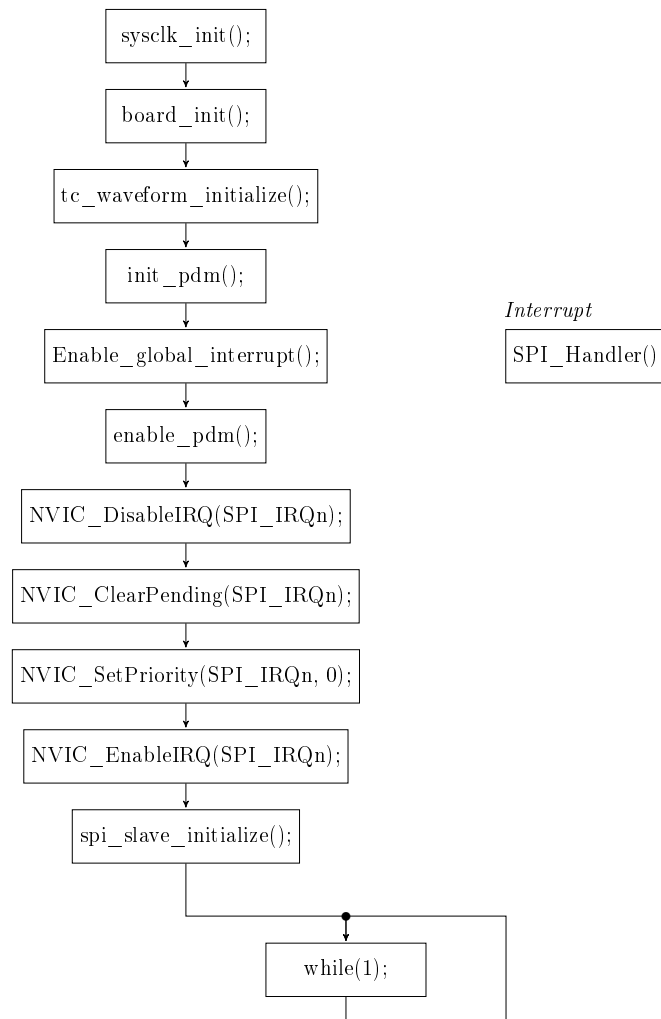 sysclk_init();
board_init();
tc_waveform_initialize();
init_pdm();
Interrupt
Enable_global_interrupt();
SPI_Handler()
enable_pdm();
NVIC_DisableIRQ(SPI_IRQn);
NVIC_ClearPending(SPI_IRQn);
NVIC_SetPriority(SPI_IRQn, 0);
NVIC_EnableIRQ(SPI_IRQn);
spi_slave_initialize();
while(1);